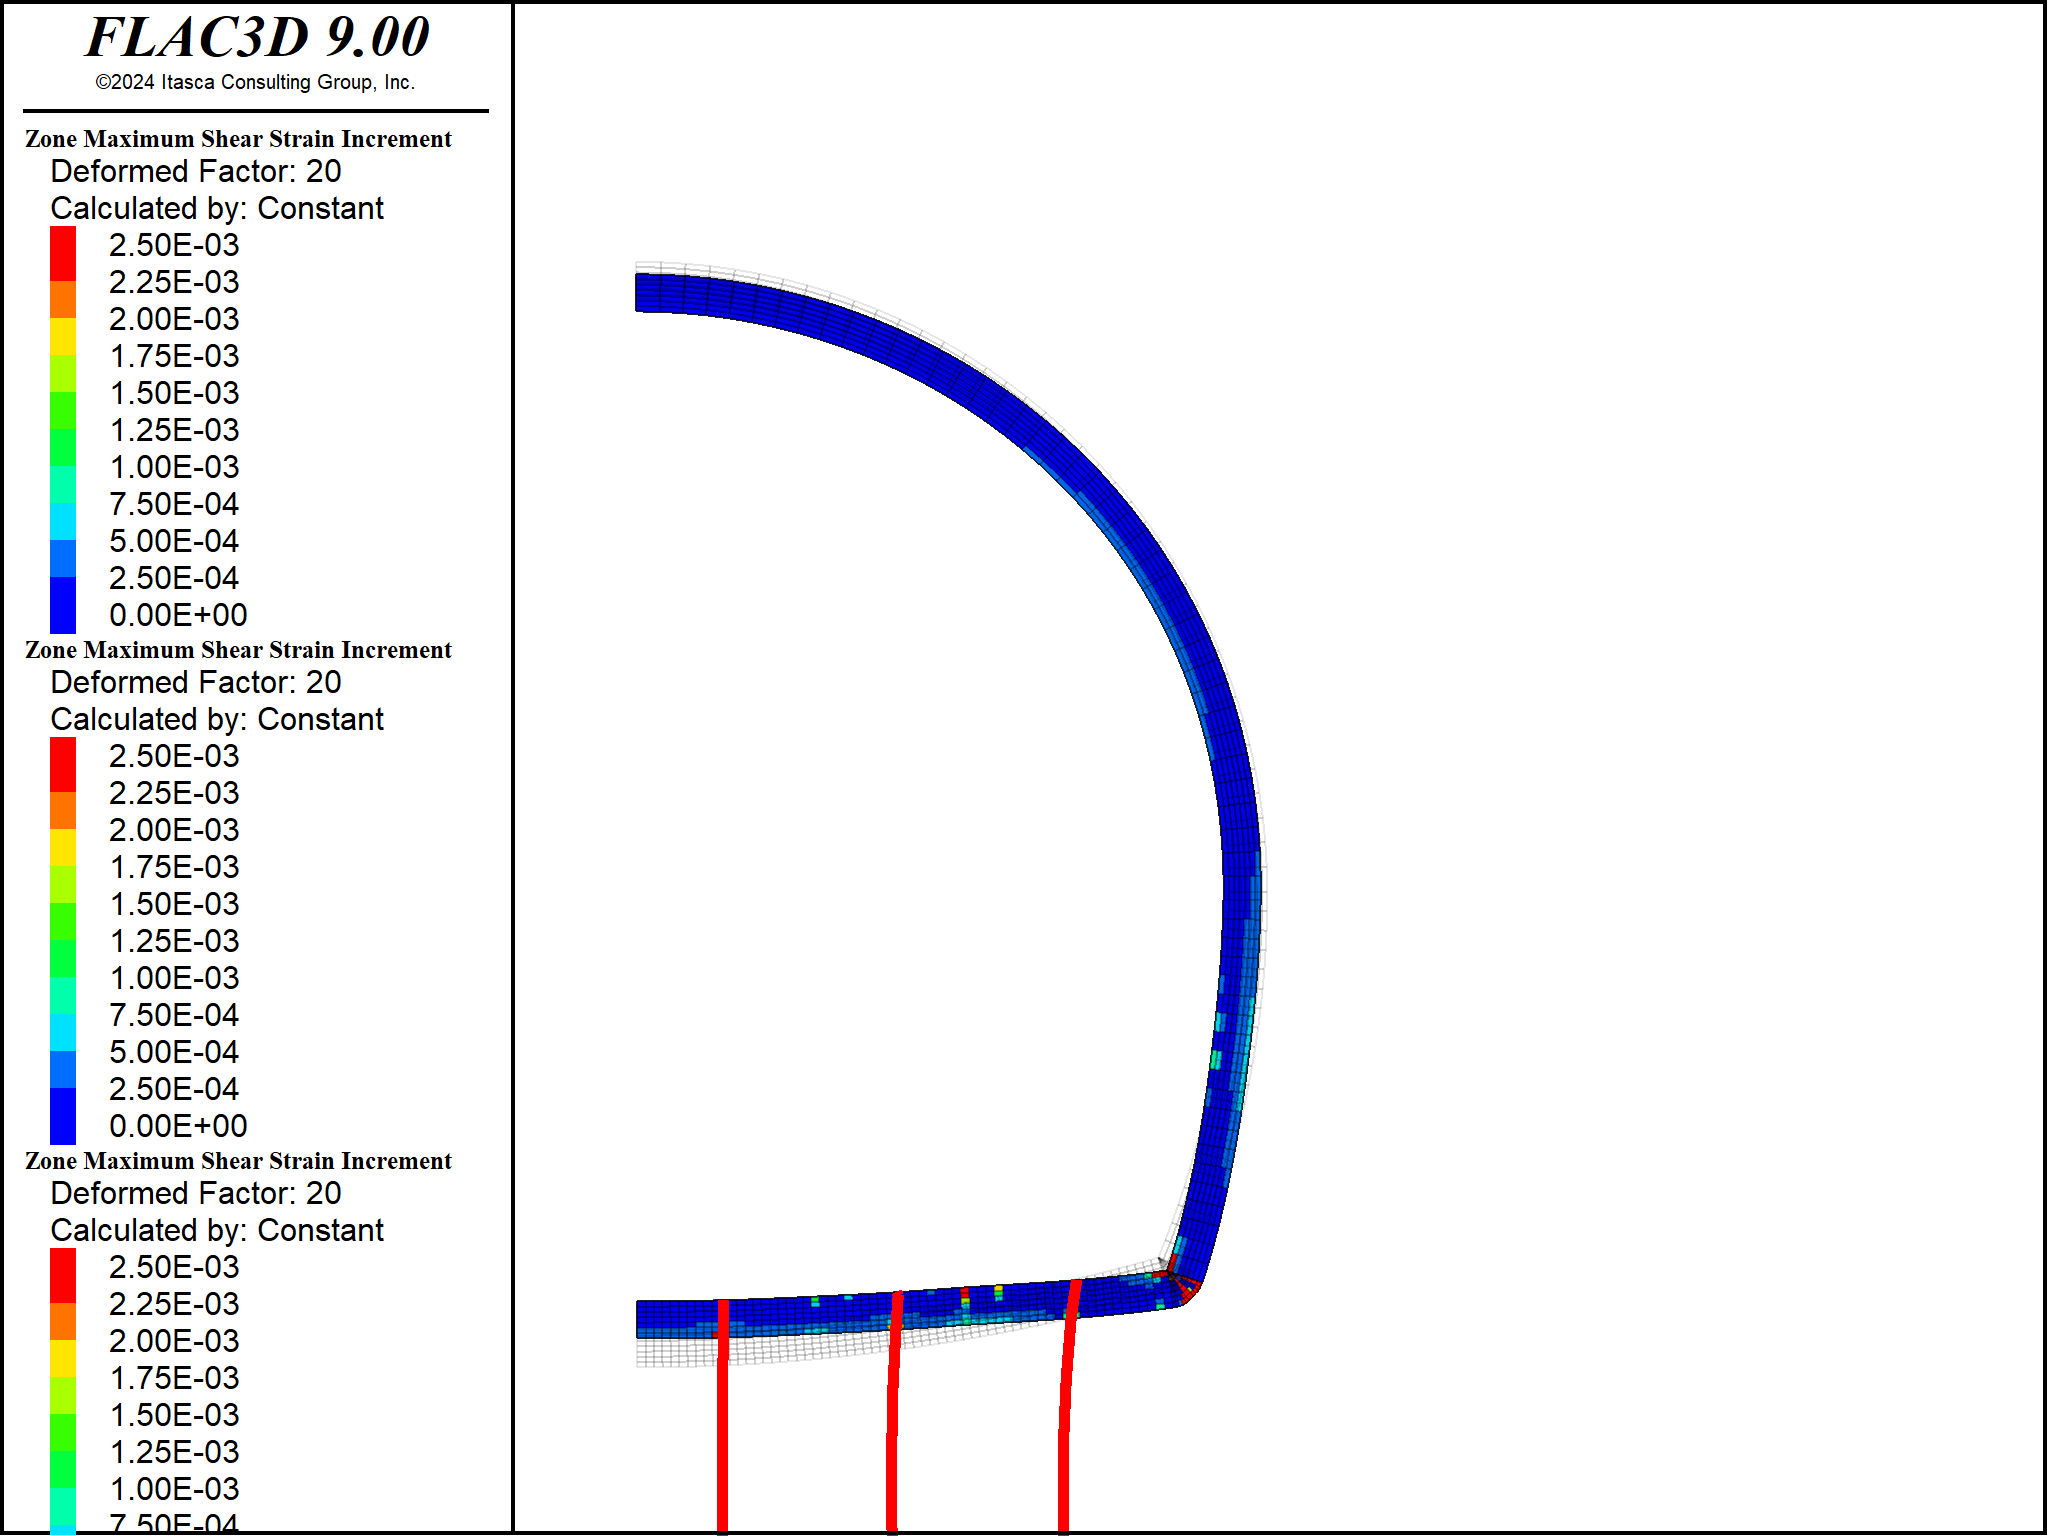 FLAC3D 9.00
©2024 Itasca Consulting Group, Inc.
Zone Maximum Shear Strain Increment
Deformed Factor: 20
Calculated by: Constant
2.50E-03
2.25E-03
2.00E-03
1.75E-03
1.50E-03
1.25E-03
1.00E-03
7.50E-04
5.00E-04
2.50E-04
0.00E+00
Zone Maximum Shear Strain Increment
Deformed Factor: 20
Calculated by: Constant
2.50E-03
2.25E-03
2.00E-03
1.75E-03
1.50E-03
1.25E-03
1.00E-03
7.50E-04
5.00E-04
2.50E-04
0.00E+00
Zone Maximum Shear Strain Increment
Deformed Factor: 20
Calculated by: Constant
2.50E-03
2.25E-03
2.00E-03
1.75E-03
1.50E-03
1.25E-03
1.00E-03
7.50E-04